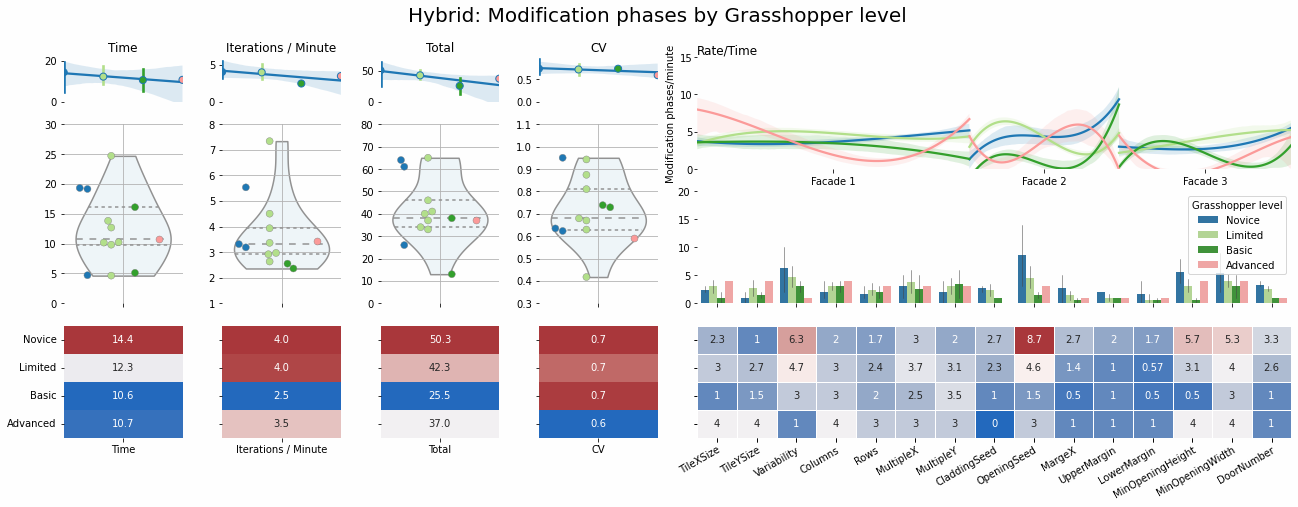 Hybrid: Modification phases by Grasshopper level
Time
Iterations / Minute
Total
CV
Rate/Time
20
0
5
0
50
0
0.5
0.0
Modification phases/minute
15
10
5
0
Facade 1
Facade 2
Facade 3
30
25
20
15
10
5
0
8
7
6
5
4
3
2
1
80
70
60
50
40
30
20
10
0
1.1
1.0
0.9
0.8
0.7
0.6
0.5
0.4
0.3
20
15
10
5
0
Grasshopper level
Novice
Limited
Basic
Advanced
Novice 14.4 4.0 50.3 0.7 2.3 1 6.3 2 1.7 3 2 2.7 8.7 2.7 2 1.7 5.7 5.3 3.3
Limited 12.3 4.0 42.3 0.7 3 2.7 4.7 3 2.4 3.7 3.1 2.3 4.6 1.4 1 0.57 3.1 4 2.6
Basic 10.6 2.5 25.5 0.7 1 1.5 3 3 2 2.5 3.5 1 1.5 0.5 1 0.5 0.5 3 1
Advanced 10.7 3.5 37.0 0.6 4 4 1 4 3 3 3 0 3 1 1 1 4 4 1
Time
Iterations / Minute
Total
CV
TileXSize
TileYSize
Variability
Columns
Rows
MultipleX
MultipleY
CladdingSeed
OpeningSeed
MargeX
UpperMargin
LowerMargin
MinOpeningHeight
MinOpeningWidth
DoorNumber